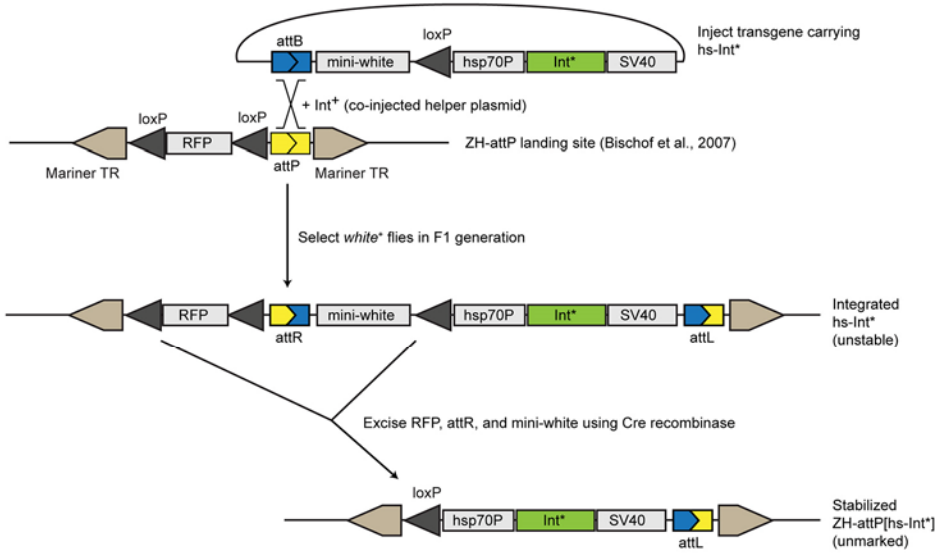 attB
loxP
Inject transgene carrying
hs-Int*
mini-white
hsp70P
Int*
SV40
+ Int+ (co-injected helper plasmid)
loxP
loxP
RFP
ZH-attP landing site (Bischof et al., 2007)
Mariner TR
attP
Mariner TR
Select white+ flies in F1 generation
RFP
mini-white
hsp70P
Int*
SV40
Integrated
hs-Int*
(unstable)
attR
attL
Excise RFP, attR, and mini-white using Cre recombinase
loxP
hsp70P
Int*
SV40
Stabilized
ZH-attP[hs-Int*]
(unmarked)
attL